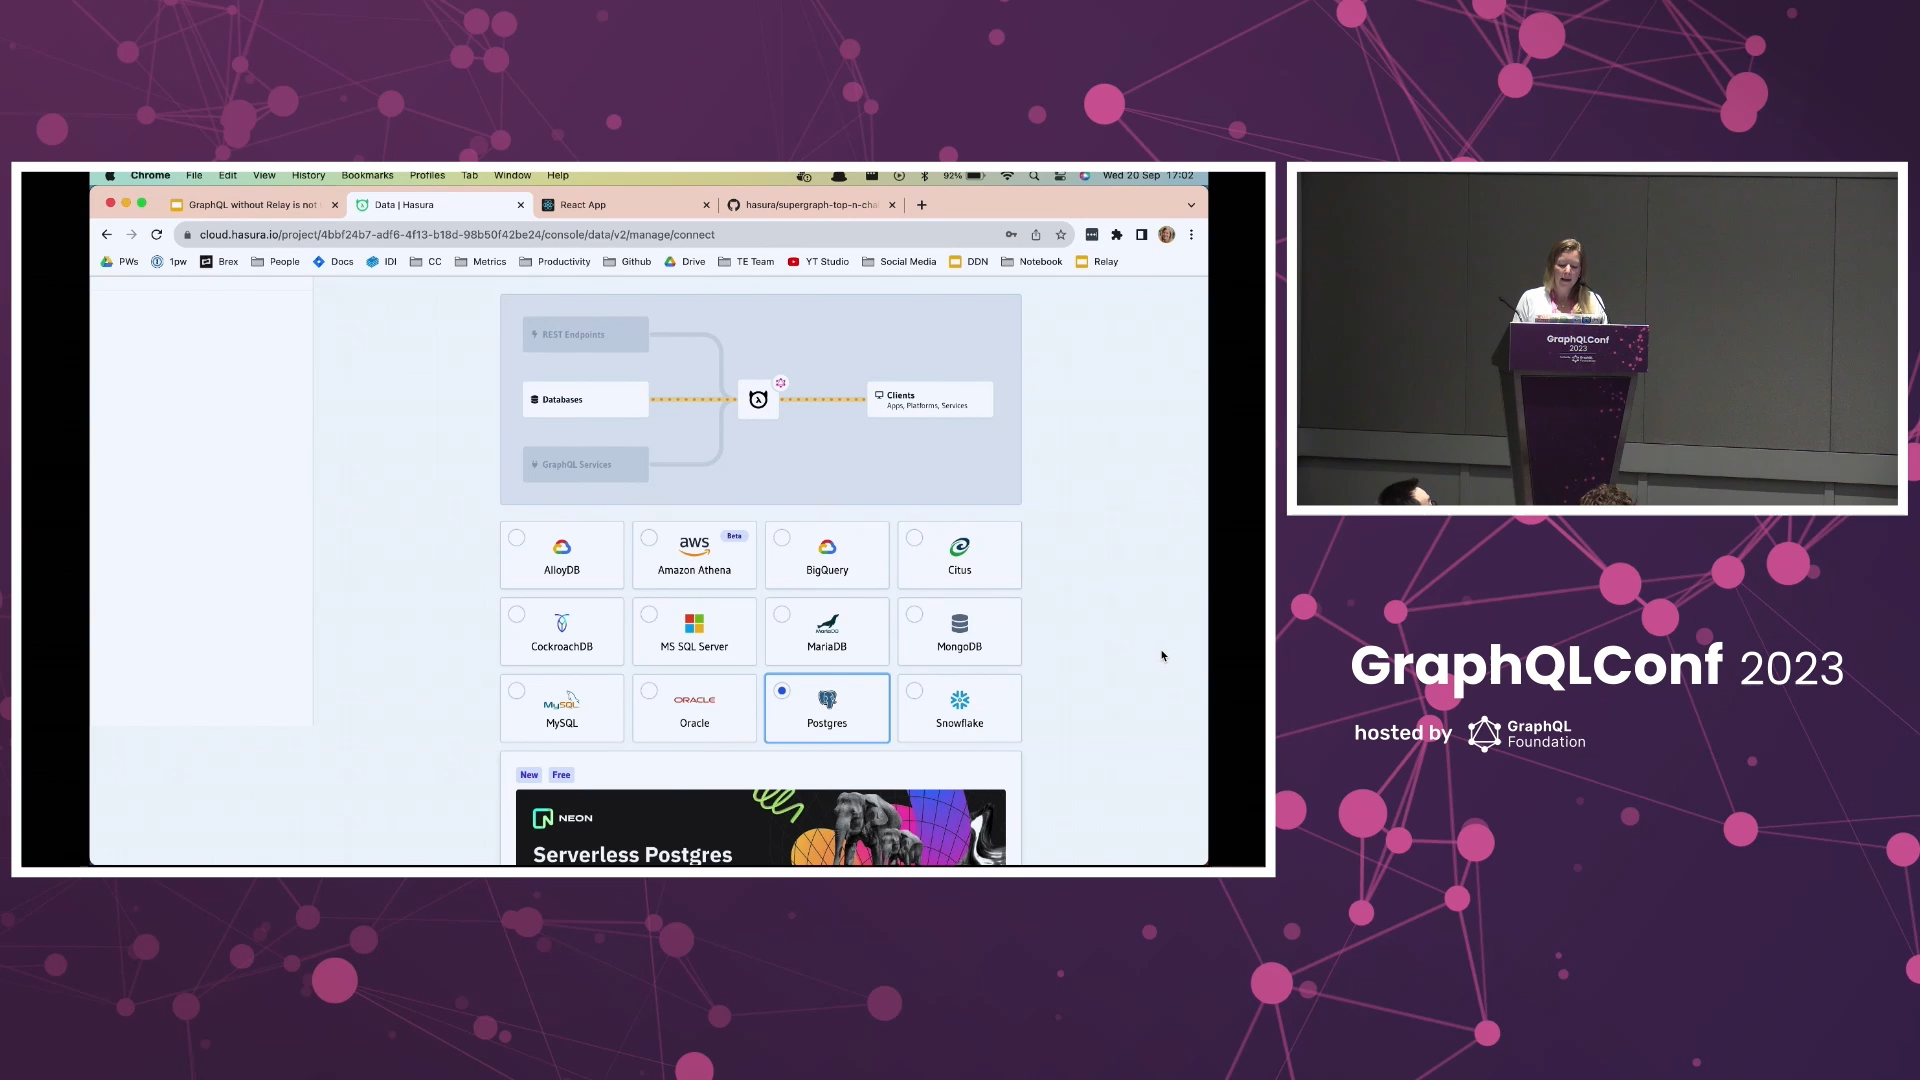 Chrome File Edit View History Bookmarks Profiles Tab Window Help 92% Wed 20 Sep 17:02
GraphQL without Relay is not
Data | Hasura
React App
hasura/supergraph-top-n-cha
cloud.hasura.io/project/4bbf24b7-adf6-4f13-b18d-98b50f42be24/console/data/v2/manage/connect
PWs 1pw Brex People Docs IDI CC Metrics Productivity Github Drive TE Team YT Studio Social Media DDN Notebook Relay
REST Endpoints
Databases
Clients
Apps, Platforms, Services
GraphQL Services
AlloyDB
aws
Beta
Amazon Athena
BigQuery
Citus
CockroachDB
MS SQL Server
MariaDB
MariaDB
MongoDB
MySQL
MySQL
ORACLE
Oracle
Postgres
Snowflake
New Free
NEON
Serverless Postgres
GraphQLConf
2023
GraphQLConf 2023
hosted by GraphQL Foundation